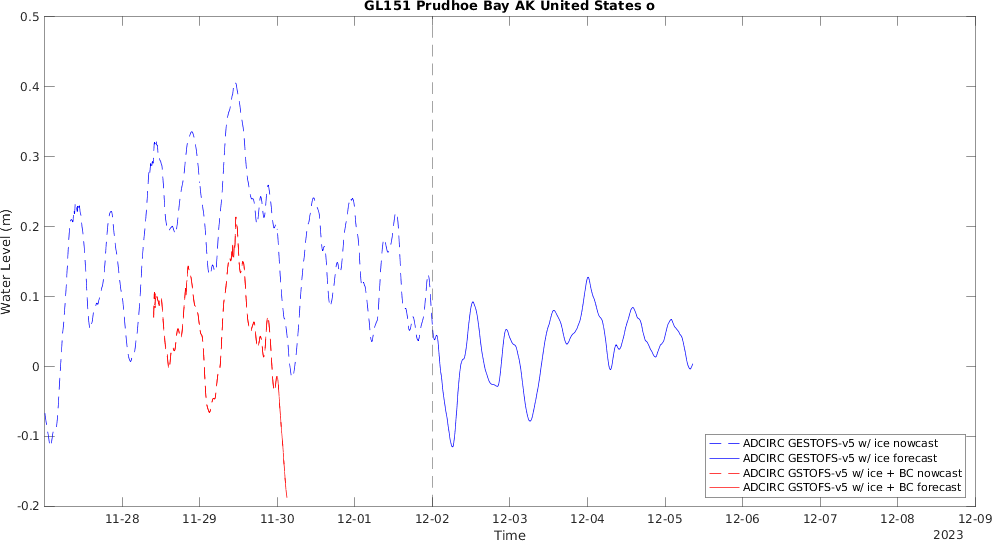 GL151 Prudhoe Bay AK United States o
Water Level (m)
0.5
0.4
0.3
0.2
0.1
0
-0.1
-0.2
11-28 11-29 11-30 12-01 12-02 12-03 12-04 12-05 12-06 12-07 12-08 12-09
Time
2023
ADCIRC GESTOFS-v5 w/ ice nowcast
ADCIRC GESTOFS-v5 w/ ice forecast
ADCIRC GSTOFS-v5 w/ ice + BC nowcast
ADCIRC GSTOFS-v5 w/ ice + BC forecast